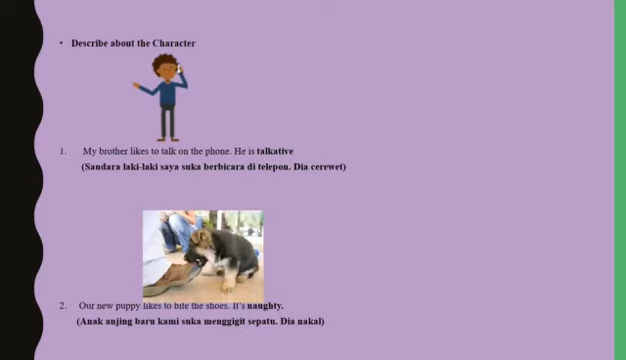 • Describe about the Character
1. My brother likes to talk on the phone. He is talkative
(Saudara laki-laki saya suka berbicara di telepon. Dia cerewet)
2. Our new puppy likes to bite the shoes. It's naughty.
(Anak anjing baru kami suka menggigit sepatu. Dia nakal)